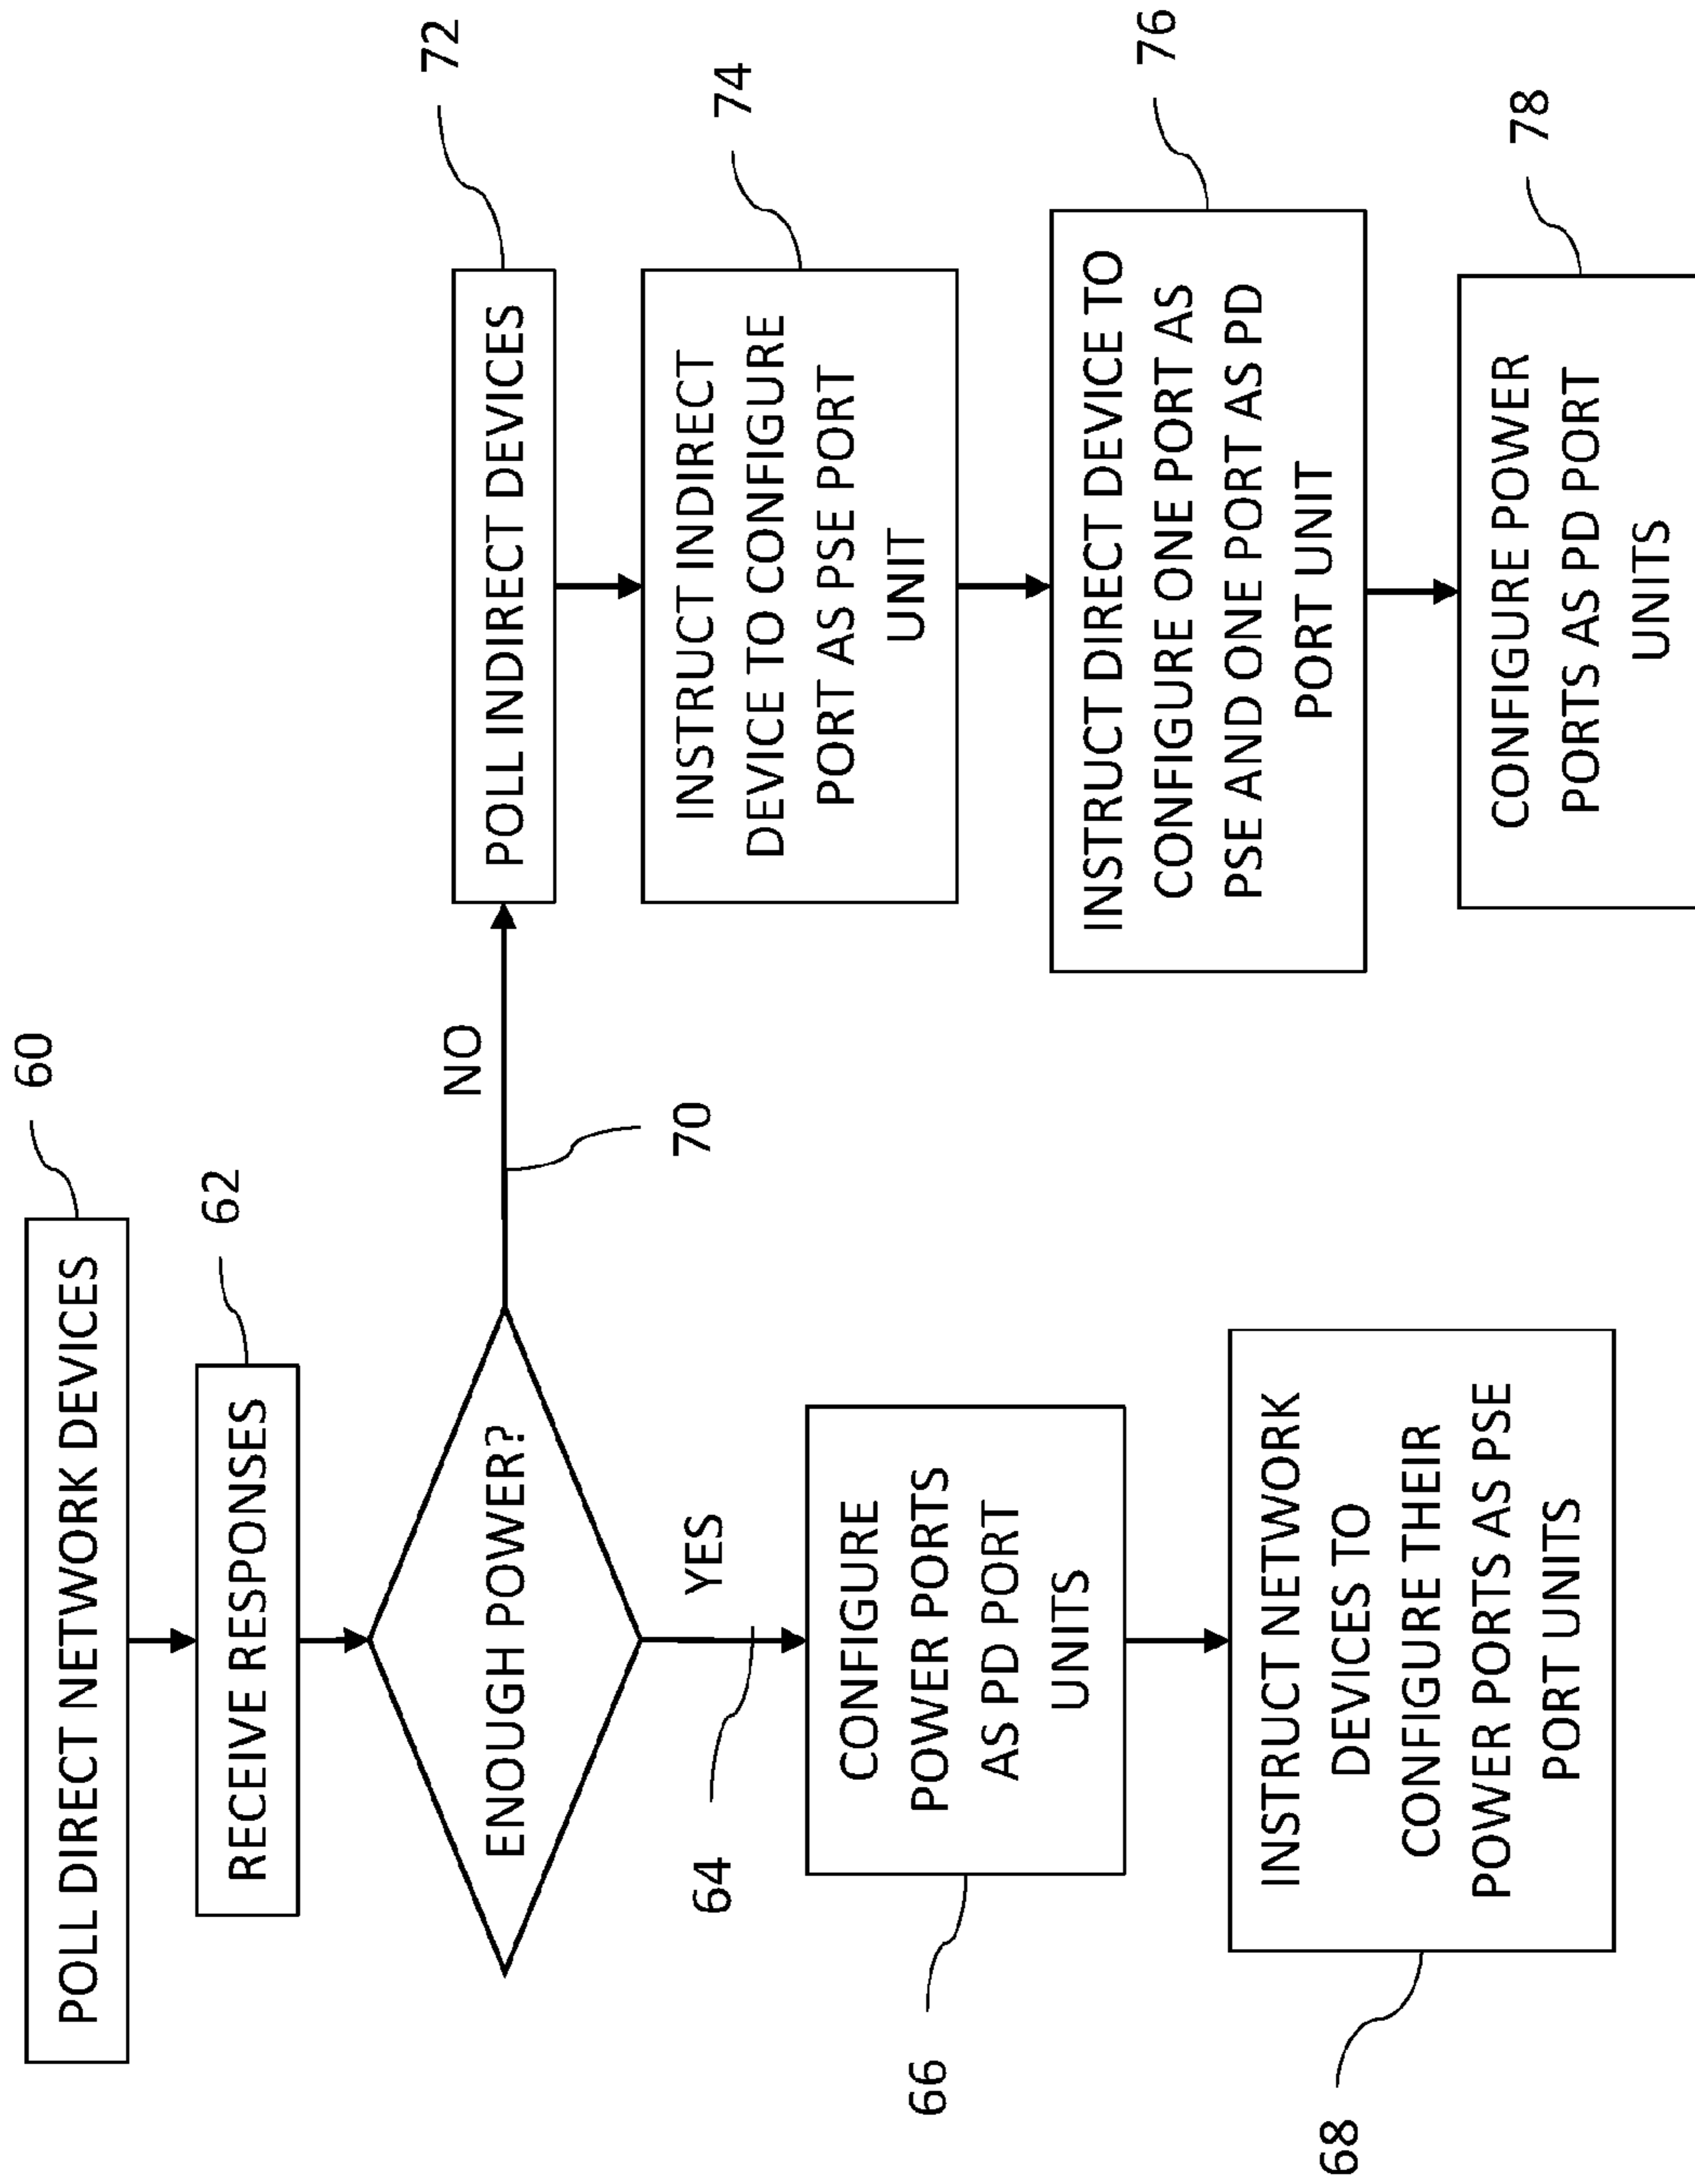 POLL DIRECT NETWORK DEVICES
60
RECEIVE RESPONSES
62
ENOUGH POWER?
YES
64
CONFIGURE
POWER PORTS
AS PD PORT
UNITS
66
INSTRUCT NETWORK
DEVICES TO
CONFIGURE THEIR
POWER PORTS AS PSE
PORT UNITS
68
NO
70
POLL INDIRECT DEVICES
72
INSTRUCT INDIRECT
DEVICE TO CONFIGURE
PORT AS PSE PORT
UNIT
74
INSTRUCT DIRECT DEVICE TO
CONFIGURE ONE PORT AS
PSE AND ONE PORT AS PD
PORT UNIT
76
CONFIGURE POWER
PORTS AS PD PORT
UNITS
78